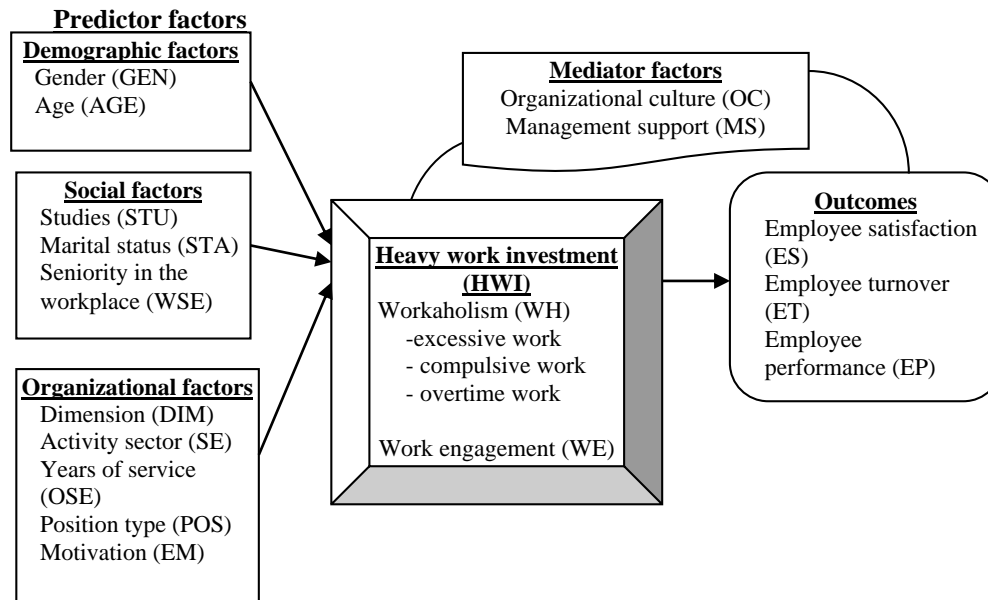 Predictor factors
Demographic factors
Gender (GEN)
Age (AGE)
Social factors
Studies (STU)
Marital status (STA)
Seniority in the
workplace (WSE)
Organizational factors
Dimension (DIM)
Activity sector (SE)
Years of service
(OSE)
Position type (POS)
Motivation (EM)
Mediator factors
Organizational culture (OC)
Management support (MS)
Heavy work investment
(HWI)
Workaholism (WH)
-excessive work
- compulsive work
- overtime work
Work engagement (WE)
Outcomes
Employee satisfaction
(ES)
Employee turnover
(ET)
Employee
performance (EP)